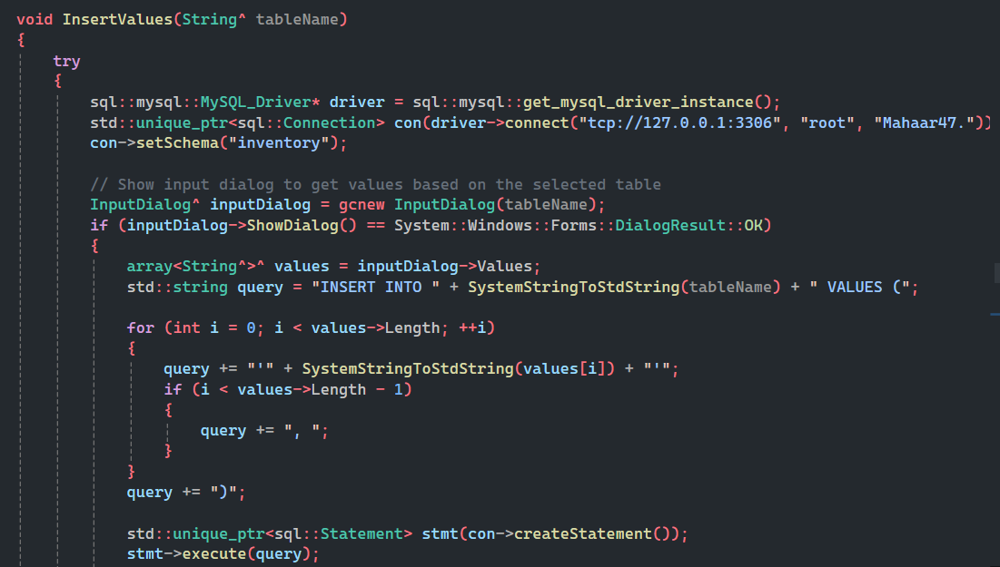 void InsertValues(String^ tableName)
{
try
{
sql::mysql::MySQL_Driver* driver = sql::mysql::get_mysql_driver_instance();
std::unique_ptr<sql::Connection> con(driver->connect("tcp://127.0.0.1:3306", "root", "Mahaar47."))
con->setSchema("inventory");
// Show input dialog to get values based on the selected table
InputDialog^ inputDialog = gcnew InputDialog(tableName);
if (inputDialog->ShowDialog() == System::Windows::Forms::DialogResult::OK)
{
array<String^>^ values = inputDialog->Values;
std::string query = "INSERT INTO " + SystemStringToStdString(tableName) + " VALUES (";
for (int i = 0; i < values->Length; ++i)
{
query += "'" + SystemStringToStdString(values[i]) + "'";
if (i < values->Length - 1)
{
query += ", ";
}
}
query += ")";
std::unique_ptr<sql::Statement> stmt(con->createStatement());
stmt->execute(query);